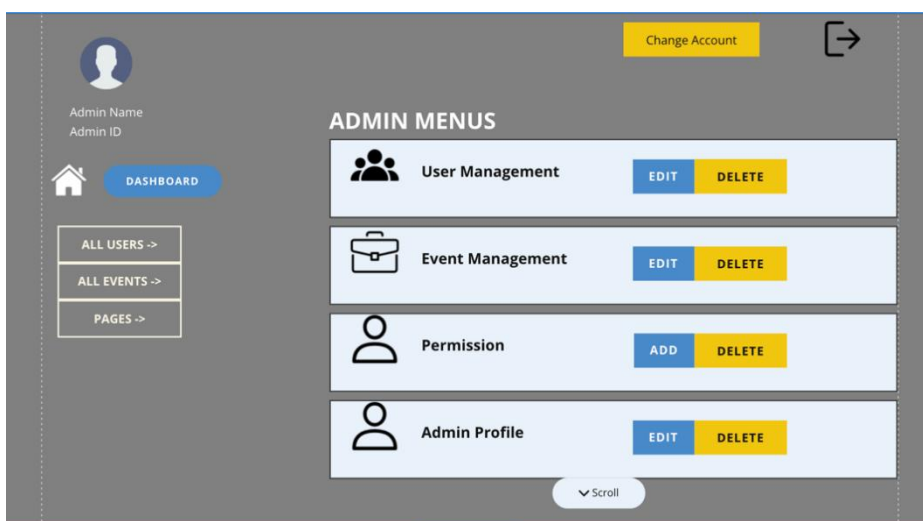 Change Account
Admin Name
Admin ID
DASHBOARD
ALL USERS ->
ALL EVENTS ->
PAGES ->
ADMIN MENUS
User Management
EDIT DELETE
Event Management
EDIT DELETE
Permission
ADD DELETE
Admin Profile
EDIT DELETE
Scroll